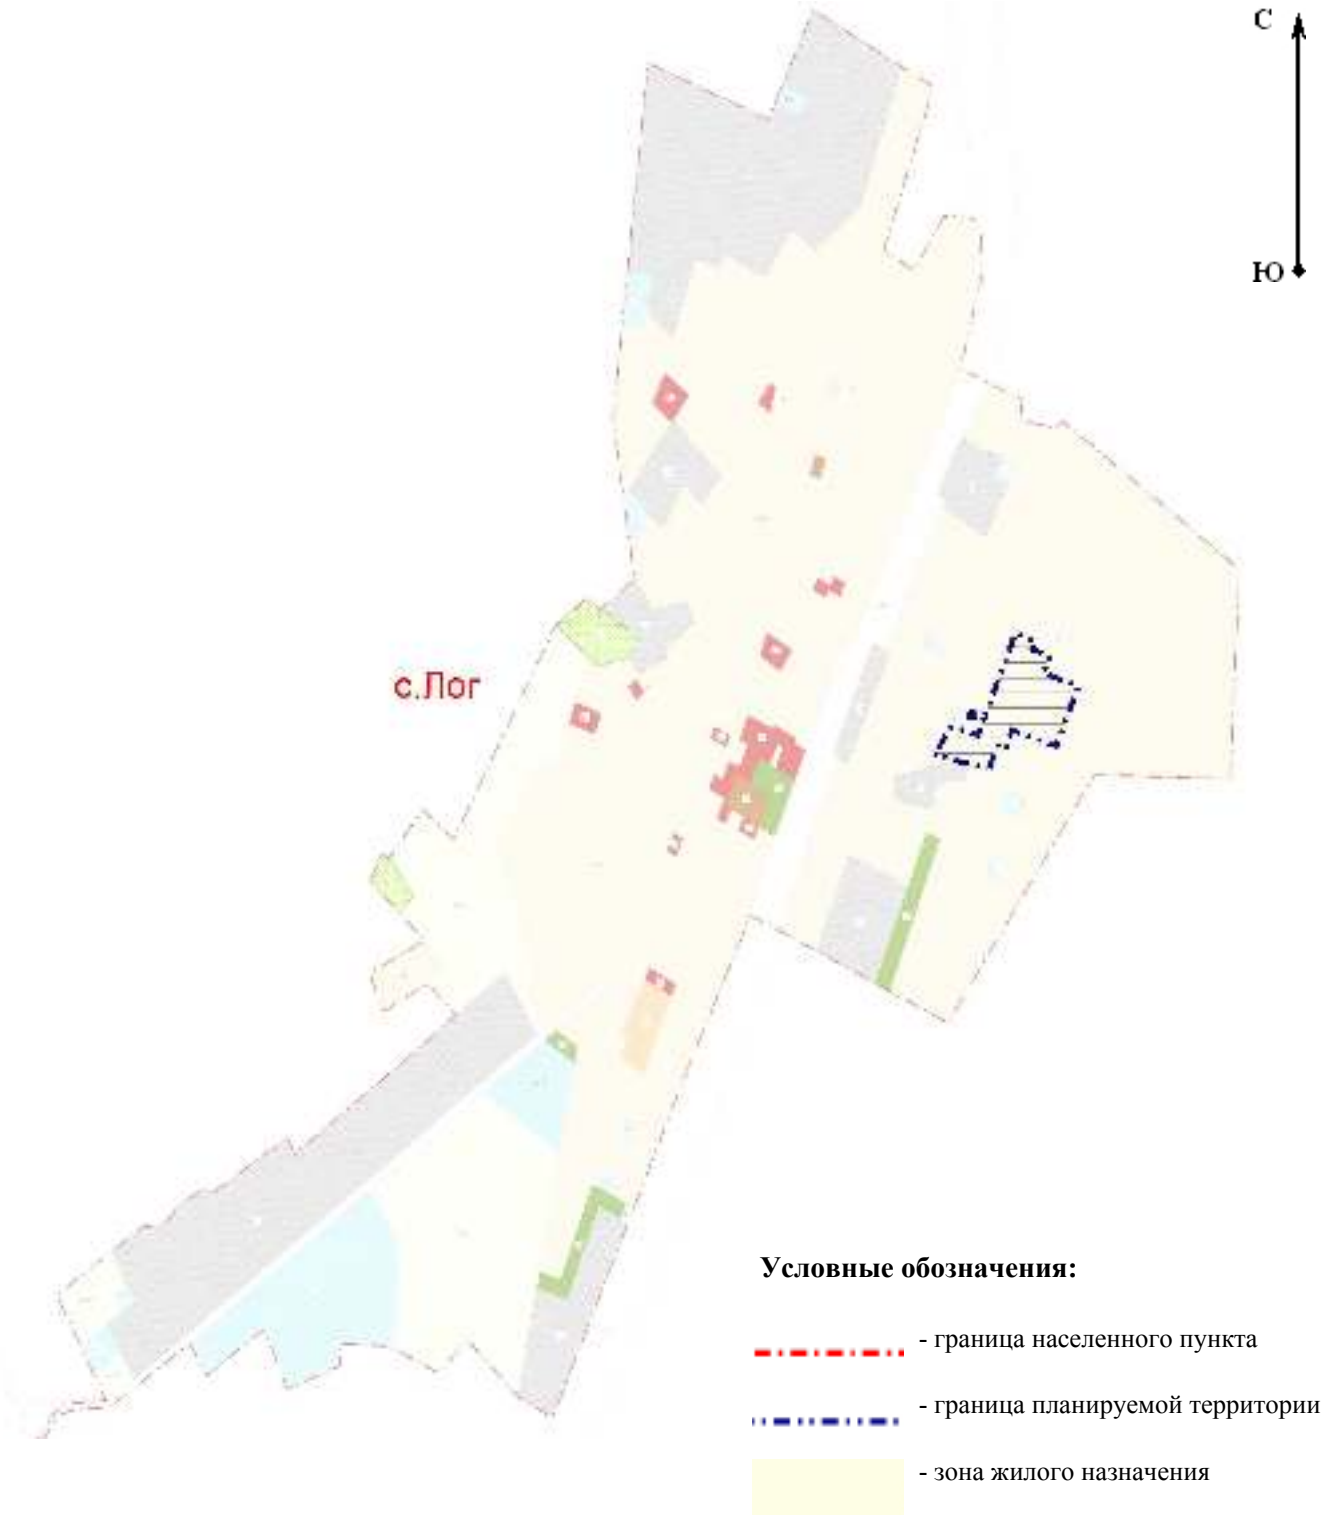 С
Ю
с.Лог
Условные обозначения:
- граница населенного пункта
- граница планируемой территории
- зона жилого назначения